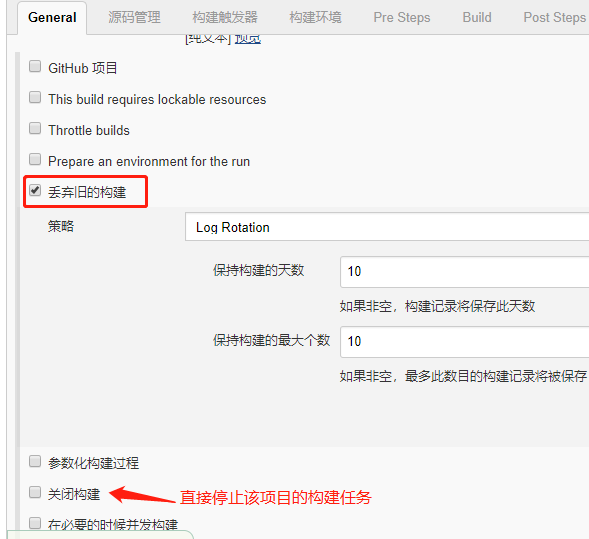 General 源码管理 构建触发器 构建环境 Pre Steps Build Post Steps
[纯文本] 预览
GitHub 项目
This build requires lockable resources
Throttle builds
Prepare an environment for the run
丢弃旧的构建
策略 Log Rotation
保持构建的天数 10
如果非空，构建记录将保存此天数
保持构建的最大个数 10
如果非空，最多此数目的构建记录将被保存
参数化构建过程
关闭构建 直接停止该项目的构建任务
在必要的时候并发构建